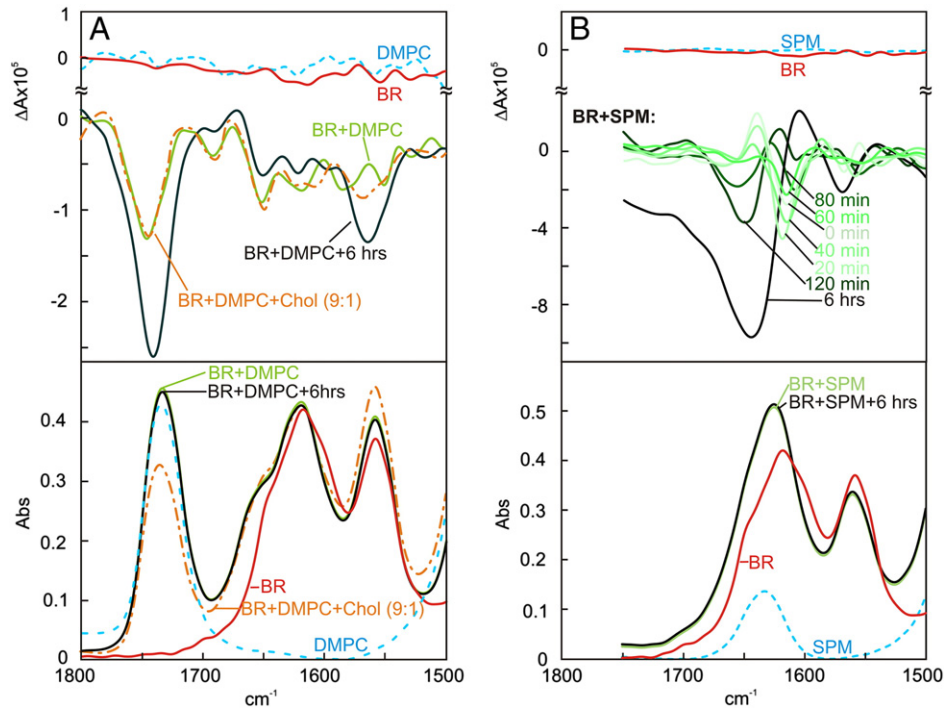 A
1
0
ΔAx10⁵
DMPC
BR
0
-1
-2
ΔAx10⁵
BR+DMPC
BR+DMPC+6 hrs
BR+DMPC+Chol (9:1)
0.4
0.3
0.2
0.1
0
Abs
BR+DMPC
BR+DMPC+6hrs
BR
BR+DMPC+Chol (9:1)
DMPC
1800
1700
1600
1500
cm⁻¹
B
0
ΔAx10⁵
SPM
BR
BR+SPM:
0
-4
-8
ΔAx10⁵
80 min
60 min
0 min
40 min
20 min
120 min
6 hrs
0.5
0.4
0.3
0.2
0.1
0
Abs
BR+SPM
BR+SPM+6 hrs
BR
SPM
1800
1700
1600
1500
cm⁻¹